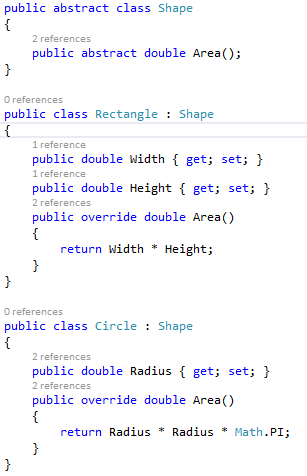 public abstract class Shape
{
2 references
public abstract double Area();
}
0 references
public class Rectangle : Shape
{
1 reference
public double Width { get; set; }
1 reference
public double Height { get; set; }
2 references
public override double Area()
{
return Width * Height;
}
}
0 references
public class Circle : Shape
{
2 references
public double Radius { get; set; }
2 references
public override double Area()
{
return Radius * Radius * Math.PI;
}
}